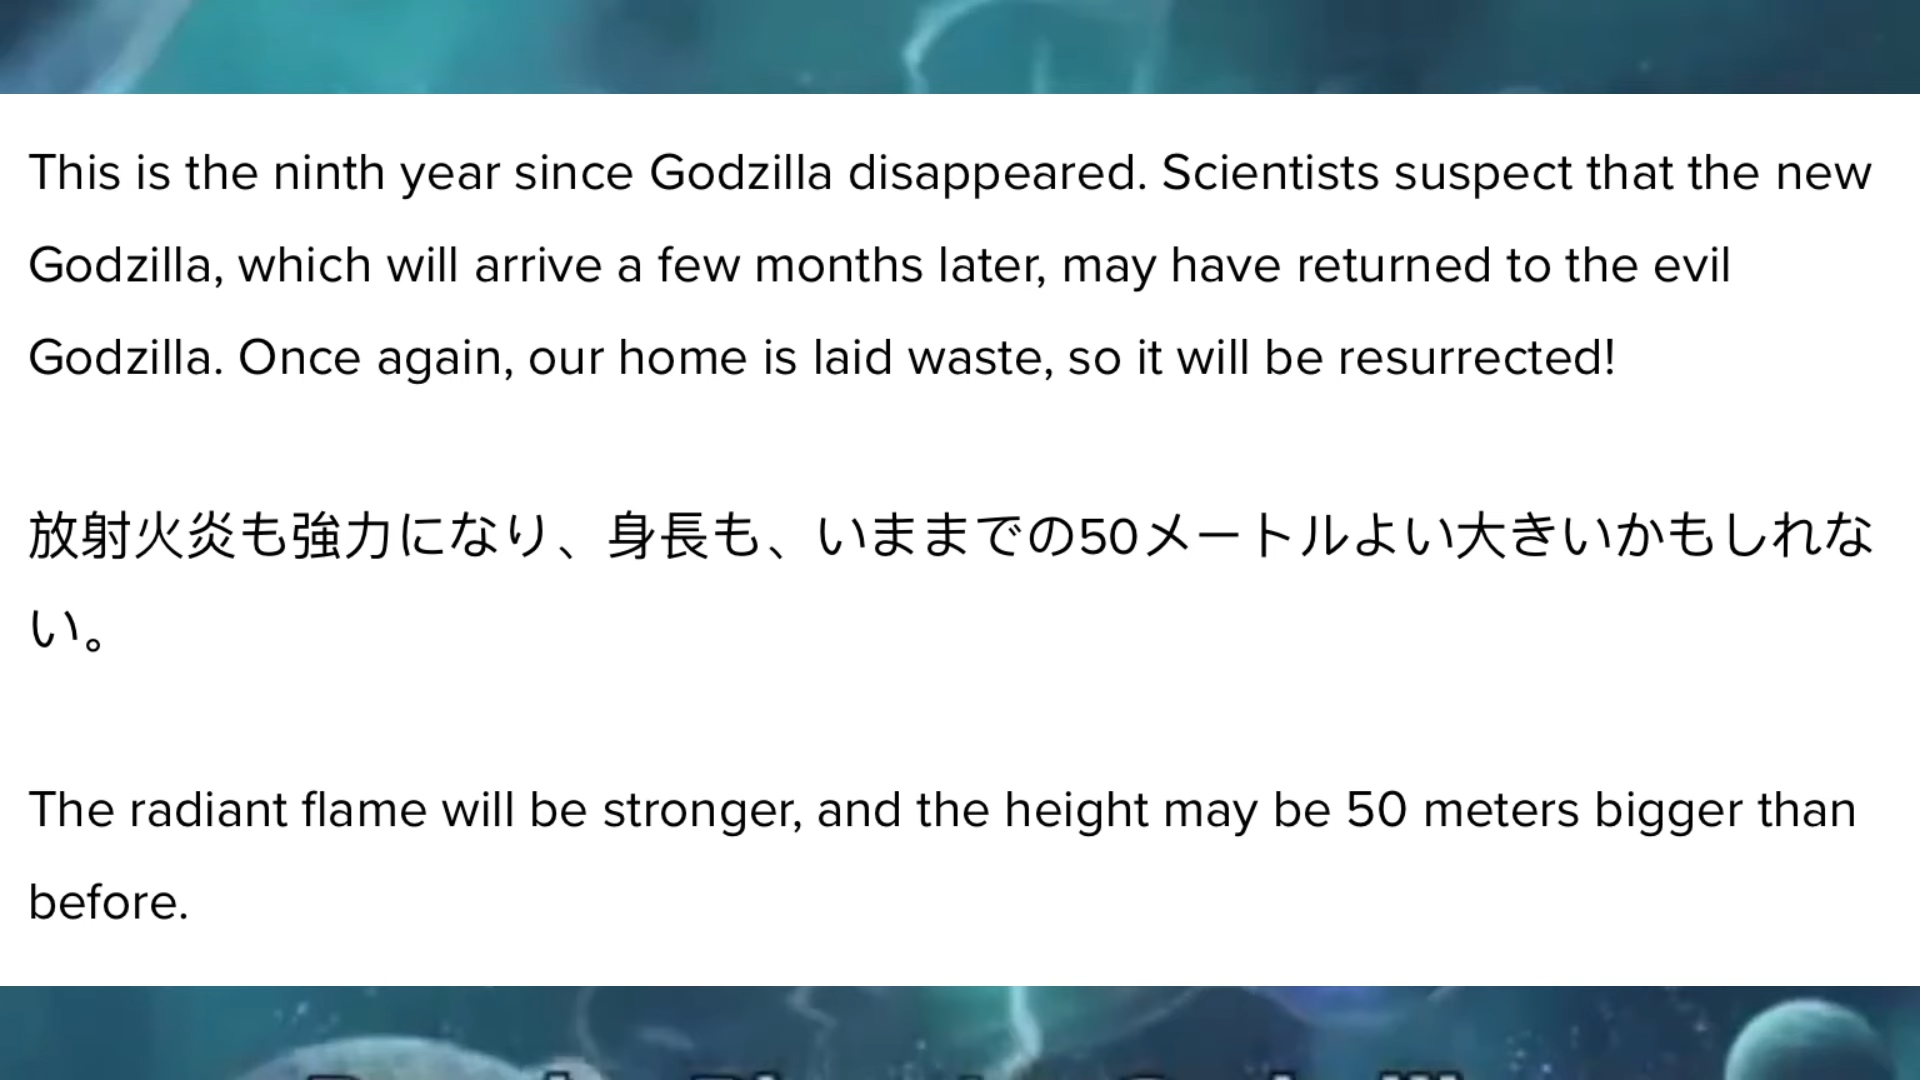 This is the ninth year since Godzilla disappeared. Scientists suspect that the new
Godzilla, which will arrive a few months later, may have returned to the evil
Godzilla. Once again, our home is laid waste, so it will be resurrected!
放射火炎も強力になり、身長も、いままでの50メートルよい大きいかもしれな
い。
The radiant flame will be stronger, and the height may be 50 meters bigger than
before.